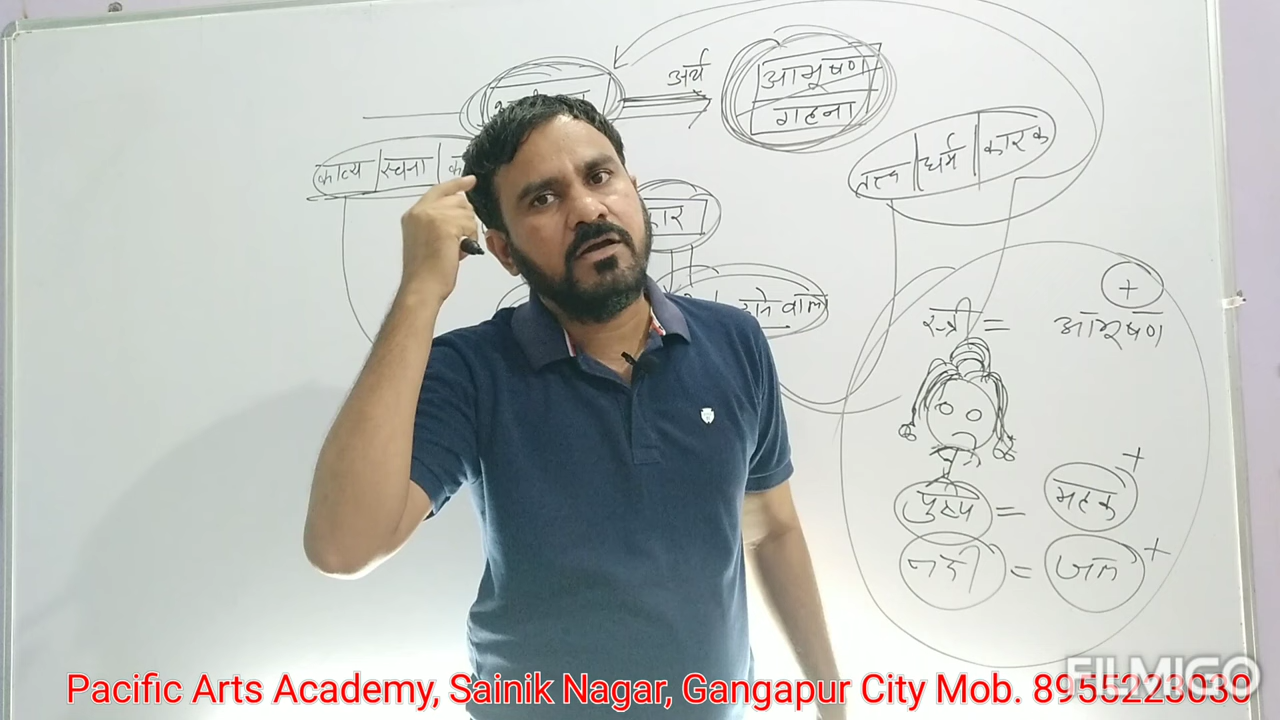 अर्थ
आभूषण
गहना
काव्य | रचना |
तत्व | धर्म | कारक
कार
वाले
स्त्री = आभूषण +
पुष्प = महक +
नदी = जल +
Pacific Arts Academy, Sainik Nagar, Gangapur City Mob. 8955223030
FILMIGO